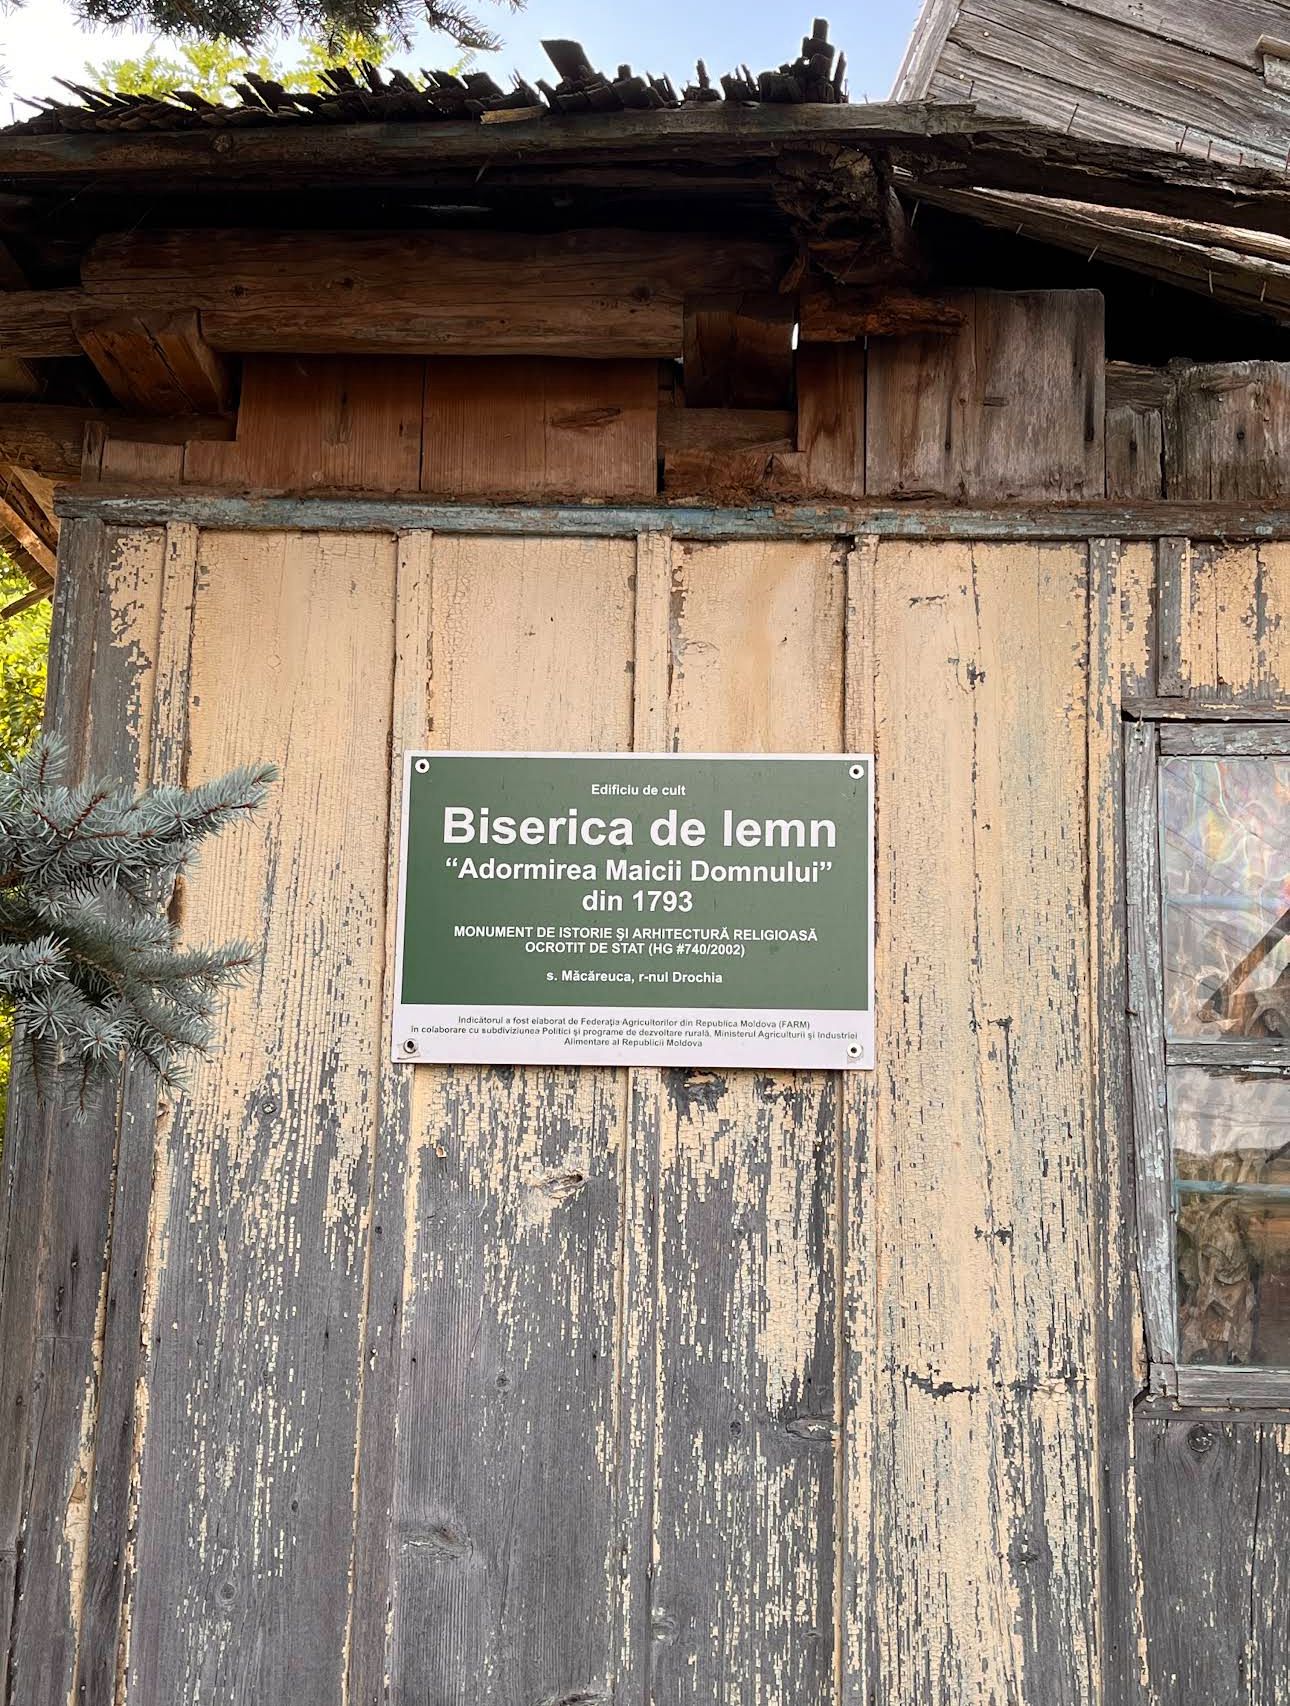 Edificiu de cult
Biserica de lemn
“Adormirea Maicii Domnului”
din 1793
MONUMENT DE ISTORIE ŞI ARHITECTURĂ RELIGIOASĂ
OCROTIT DE STAT (HG #740/2002)
s. Măcăreuca, r-nul Drochia
Indicătorul a fost elaborat de Federaţia Agricultorilor din Republica Moldova (FARM)
în colaborare cu subdiviziunea Politici şi programe de dezvoltare rurală, Ministerul Agriculturii şi Industriei
Alimentare al Republicii Moldova